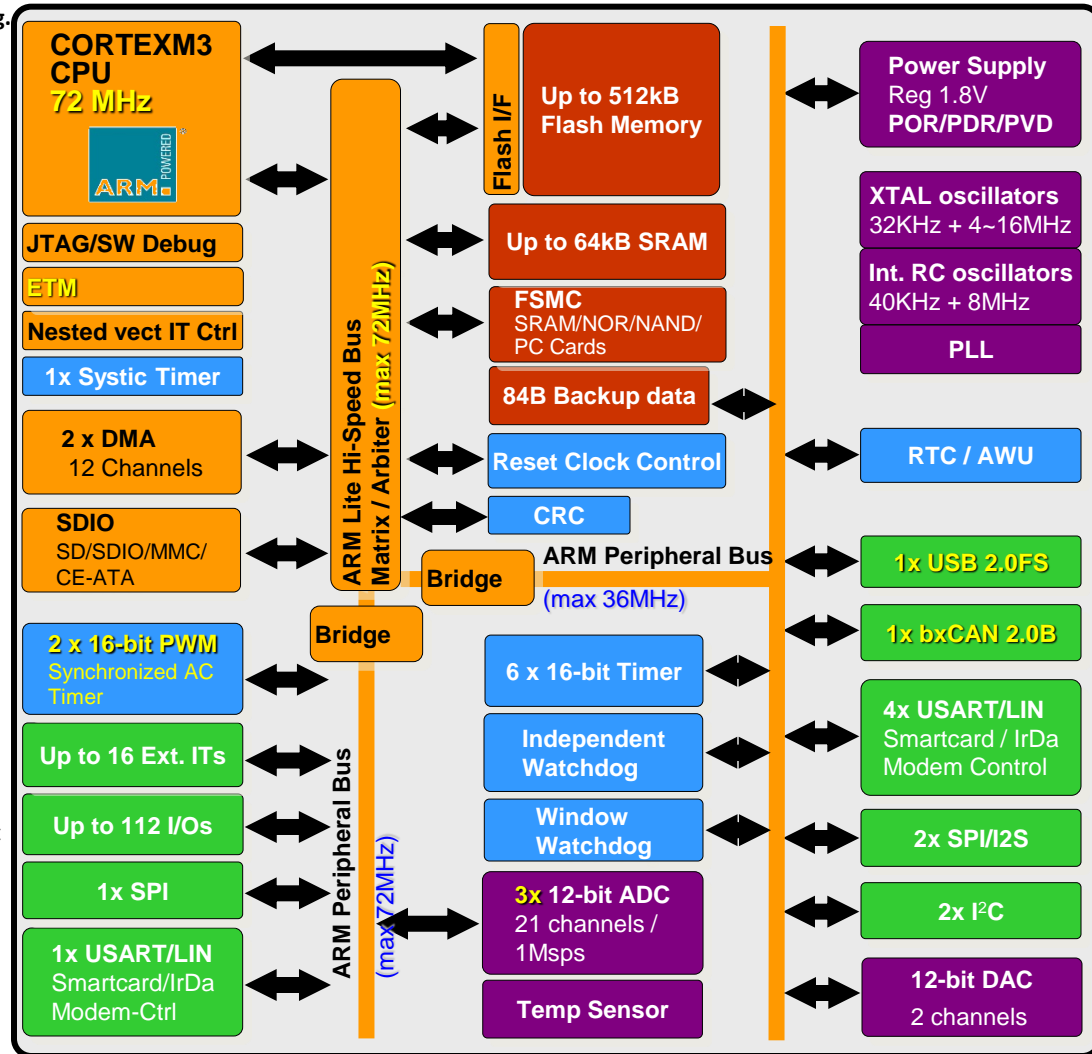 g.
CORTEXM3
CPU
72 MHz
ARM
POWERED
®
JTAG/SW Debug
ETM
Nested vect IT Ctrl
1x Systic Timer
2 x DMA
12 Channels
SDIO
SD/SDIO/MMC/
CE-ATA
2 x 16-bit PWM
Synchronized AC
Timer
Up to 16 Ext. ITs
Up to 112 I/Os
1x SPI
1x USART/LIN
Smartcard/IrDa
Modem-Ctrl
ARM Lite Hi-Speed Bus
Matrix / Arbiter (max 72MHz)
Bridge
Bridge
ARM Peripheral Bus
(max 72MHz)
ARM Peripheral Bus
(max 36MHz)
Flash I/F
Up to 512kB
Flash Memory
Up to 64kB SRAM
FSMC
SRAM/NOR/NAND/
PC Cards
84B Backup data
Reset Clock Control
CRC
6 x 16-bit Timer
Independent
Watchdog
Window
Watchdog
3x 12-bit ADC
21 channels /
1Msps
Temp Sensor
Power Supply
Reg 1.8V
POR/PDR/PVD
XTAL oscillators
32KHz + 4~16MHz
Int. RC oscillators
40KHz + 8MHz
PLL
RTC / AWU
1x USB 2.0FS
1x bxCAN 2.0B
4x USART/LIN
Smartcard / IrDa
Modem Control
2x SPI/I2S
2x I²C
12-bit DAC
2 channels